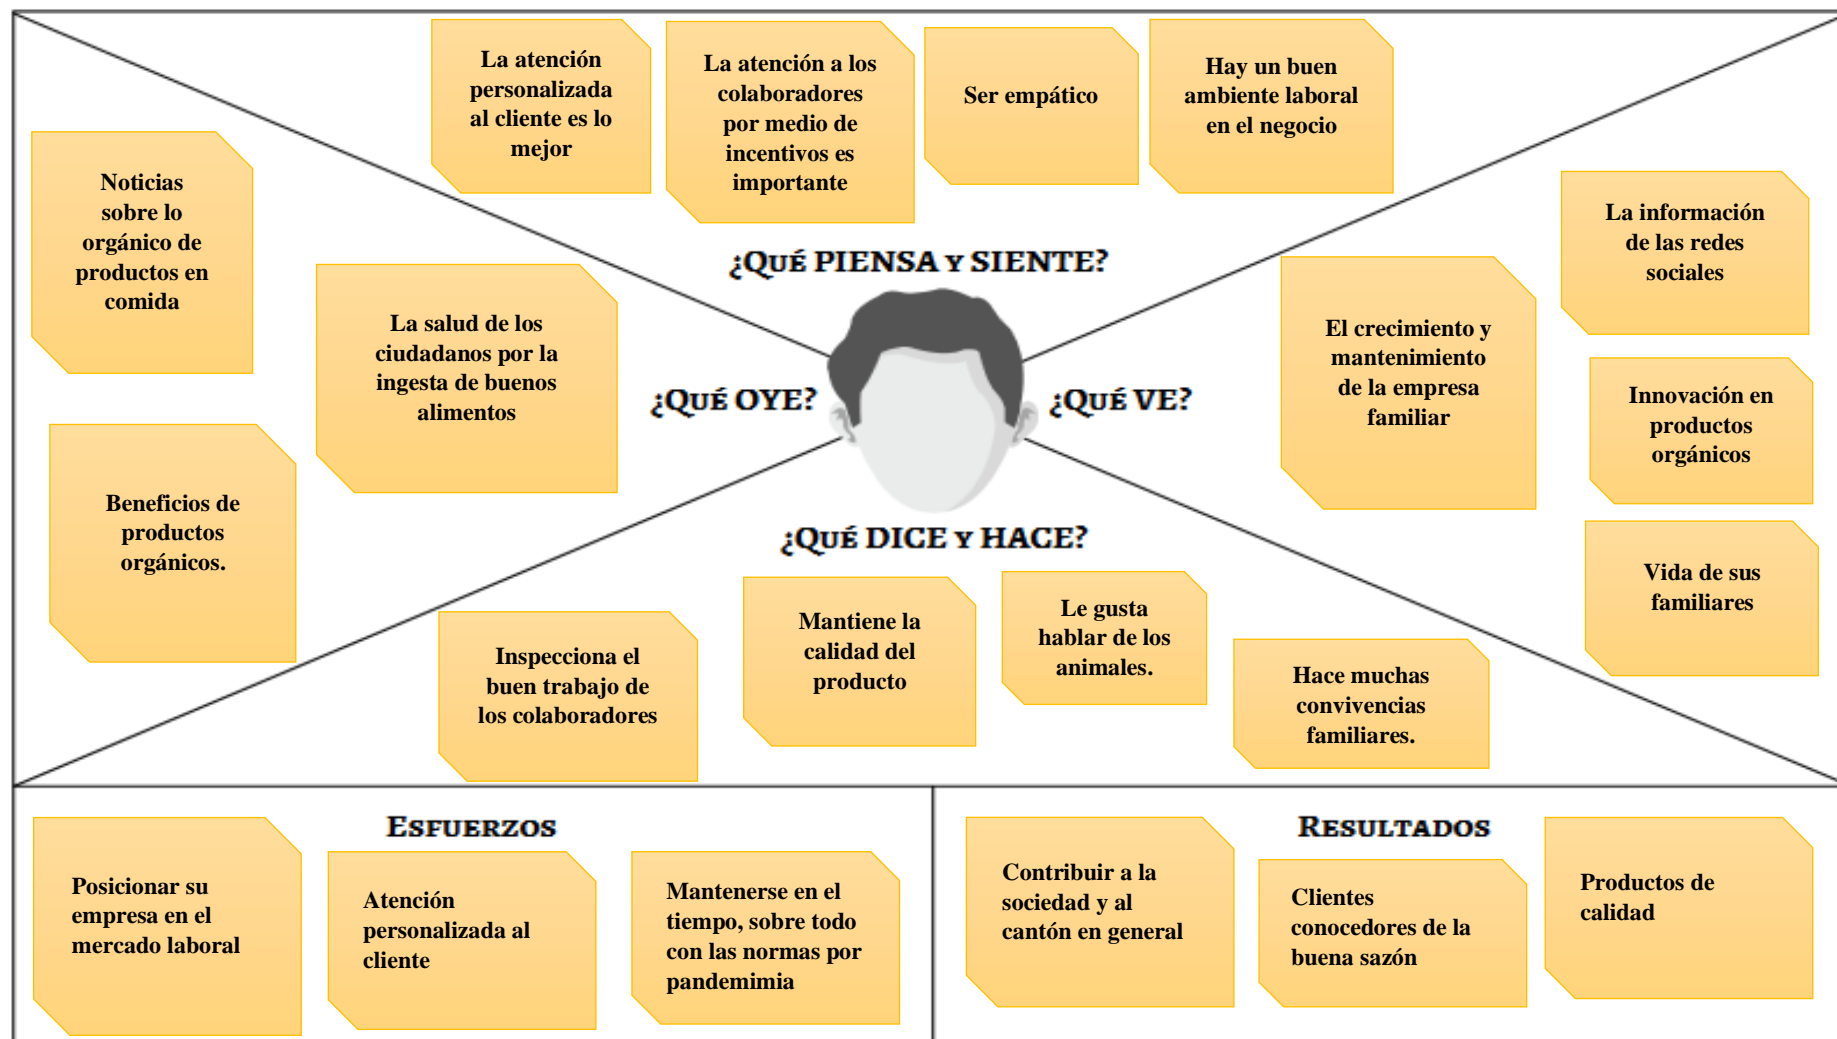 La atención
personalizada
al cliente es lo
mejor
La atención a los
colaboradores
por medio de
incentivos es
importante
Ser empático
Hay un buen
ambiente laboral
en el negocio
¿QUÉ PIENSA Y SIENTE?
Noticias
sobre lo
orgánico de
productos en
comida
La salud de los
ciudadanos por la
ingesta de buenos
alimentos
Beneficios de
productos
orgánicos.
¿QUÉ OYE?
¿QUÉ VE?
El crecimiento y
mantenimiento
de la empresa
familiar
La información
de las redes
sociales
Innovación en
productos
orgánicos
Vida de sus
familiares
¿QUÉ DICE Y HACE?
Inspecciona el
buen trabajo de
los colaboradores
Mantiene la
calidad del
producto
Le gusta
hablar de los
animales.
Hace muchas
convivencias
familiares.
ESFUERZOS
Posicionar su
empresa en el
mercado laboral
Atención
personalizada al
cliente
Mantenerse en el
tiempo, sobre todo
con las normas por
pandemimia
RESULTADOS
Contribuir a la
sociedad y al
cantón en general
Clientes
conocedores de la
buena sazón
Productos de
calidad